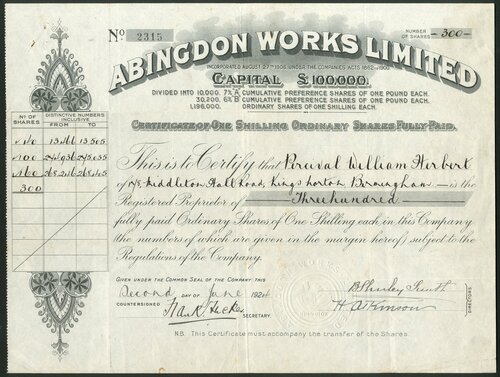 No 2315
NUMBER OF SHARES 300
ABINGDON WORKS LIMITED
INCORPORATED AUGUST 27TH 1906 UNDER THE COMPANIES ACTS 1862 TO 1900.
CAPITAL £100,000.
DIVIDED INTO 10,000. 7% A CUMULATIVE PREFERENCE SHARES OF ONE POUND EACH.
30,200, 6% B CUMULATIVE PREFERENCE SHARES OF ONE POUND EACH.
1,196,000. ORDINARY SHARES OF ONE SHILLING EACH.
CERTIFICATE OF ONE SHILLING ORDINARY SHARES FULLY-PAID.
No OF SHARES DISTINCTIVE NUMBERS INCLUSIVE
FROM TO
100
300
This is to Certify that Percival William Herbert
of Middleton Hall Road, Kings Norton Birmingham is the
Registered Proprietor of Three hundred
fully paid Ordinary Shares of One Shilling each, in this Company
the numbers of which are given in the margin hereof) subject to the
Regulations of the Company.
GIVEN UNDER THE COMMON SEAL OF THE COMPANY THIS
Second DAY OF June
COUNTERSIGNED
SECRETARY.
DIRECTORS
H Atkinson
N.B. This Certificate must accompany the transfer of the Shares.